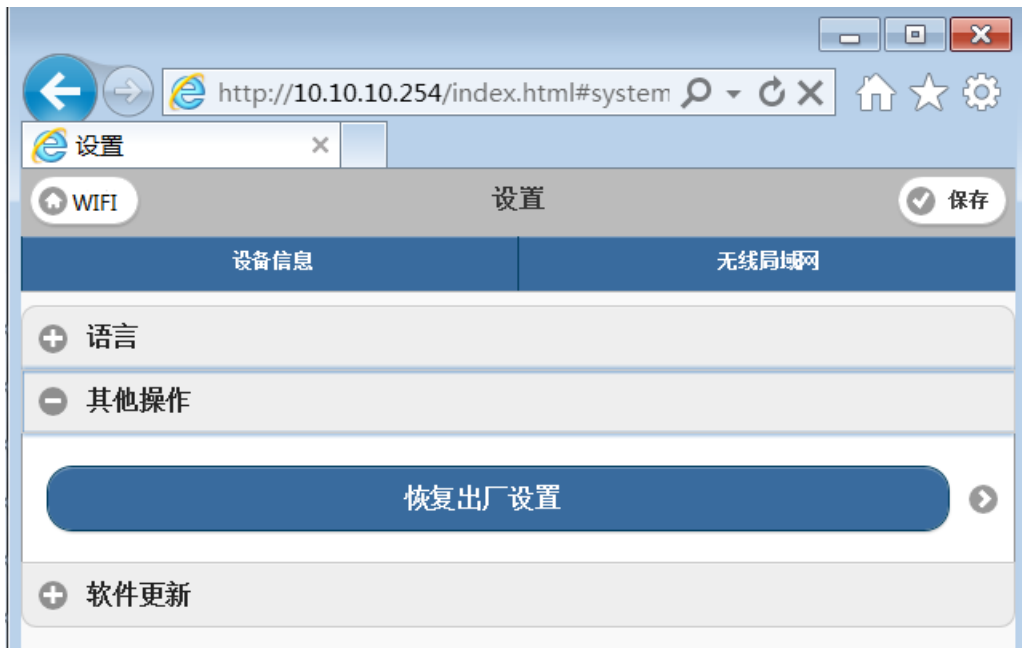 http://10.10.10.254/index.html#system
设置
WIFI
设置
保存
设备信息
无线局域网
语言
其他操作
恢复出厂设置
软件更新